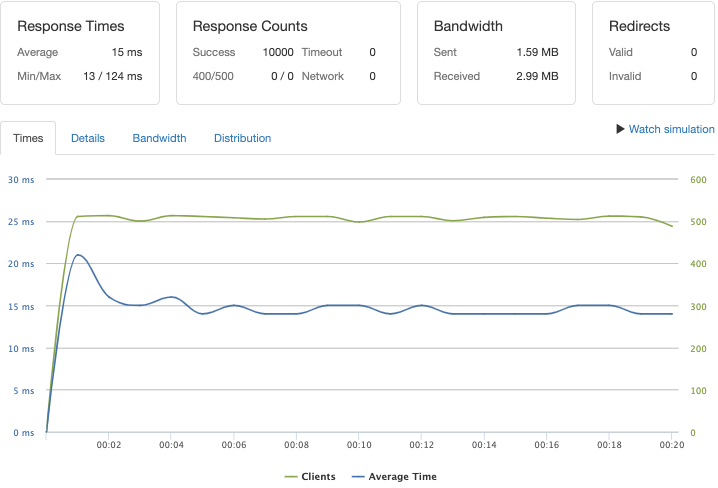 Response Times
Average 15 ms
Min/Max 13 / 124 ms
Response Counts
Success 10000 Timeout 0
400/500 0 / 0 Network 0
Bandwidth
Sent 1.59 MB
Received 2.99 MB
Redirects
Valid 0
Invalid 0
Times Details Bandwidth Distribution
Watch simulation
30 ms 600
25 ms 500
20 ms 400
15 ms 300
10 ms 200
5 ms 100
0 ms 0
00:02 00:04 00:06 00:08 00:10 00:12 00:14 00:16 00:18 00:20
Clients Average Time